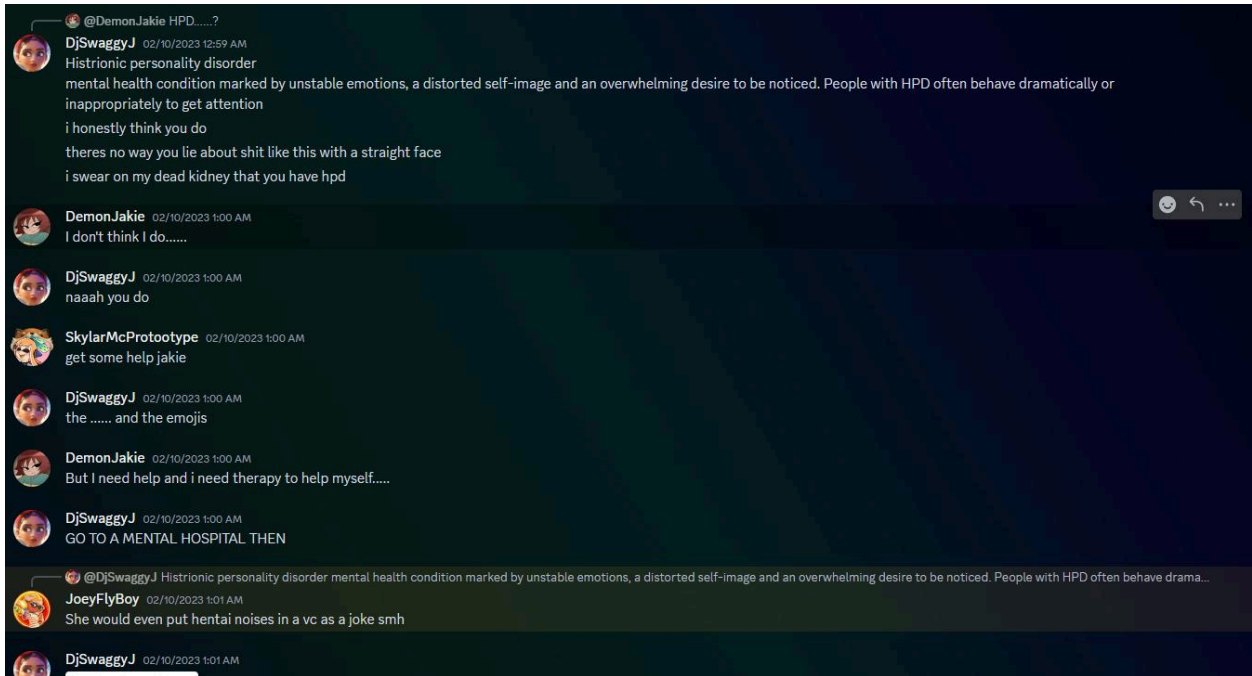 @DemonJakie HPD......?
DjSwaggyJ 02/10/2023 12:59 AM
Histrionic personality disorder
mental health condition marked by unstable emotions, a distorted self-image and an overwhelming desire to be noticed. People with HPD often behave dramatically or
inappropriately to get attention
i honestly think you do
theres no way you lie about shit like this with a straight face
i swear on my dead kidney that you have hpd
DemonJakie 02/10/2023 1:00 AM
I don't think I do......
DjSwaggyJ 02/10/2023 1:00 AM
naaah you do
SkylarMcProtootype 02/10/2023 1:00 AM
get some help jakie
DjSwaggyJ 02/10/2023 1:00 AM
the ...... and the emojis
DemonJakie 02/10/2023 1:00 AM
But I need help and i need therapy to help myself.....
DjSwaggyJ 02/10/2023 1:00 AM
GO TO A MENTAL HOSPITAL THEN
@DjSwaggyJ Histrionic personality disorder mental health condition marked by unstable emotions, a distorted self-image and an overwhelming desire to be noticed. People with HPD often behave drama...
JoeyFlyBoy 02/10/2023 1:01 AM
She would even put hentai noises in a vc as a joke smh
DjSwaggyJ 02/10/2023 1:01 AM